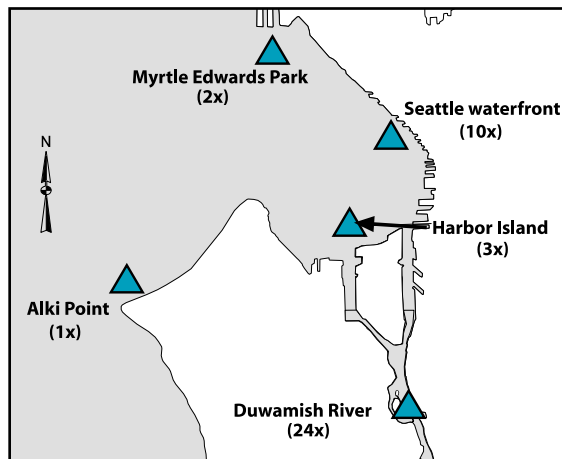 Myrtle Edwards Park
(2x)
Seattle waterfront
(10x)
N
Harbor Island
(3x)
Alki Point
(1x)
Duwamish River
(24x)